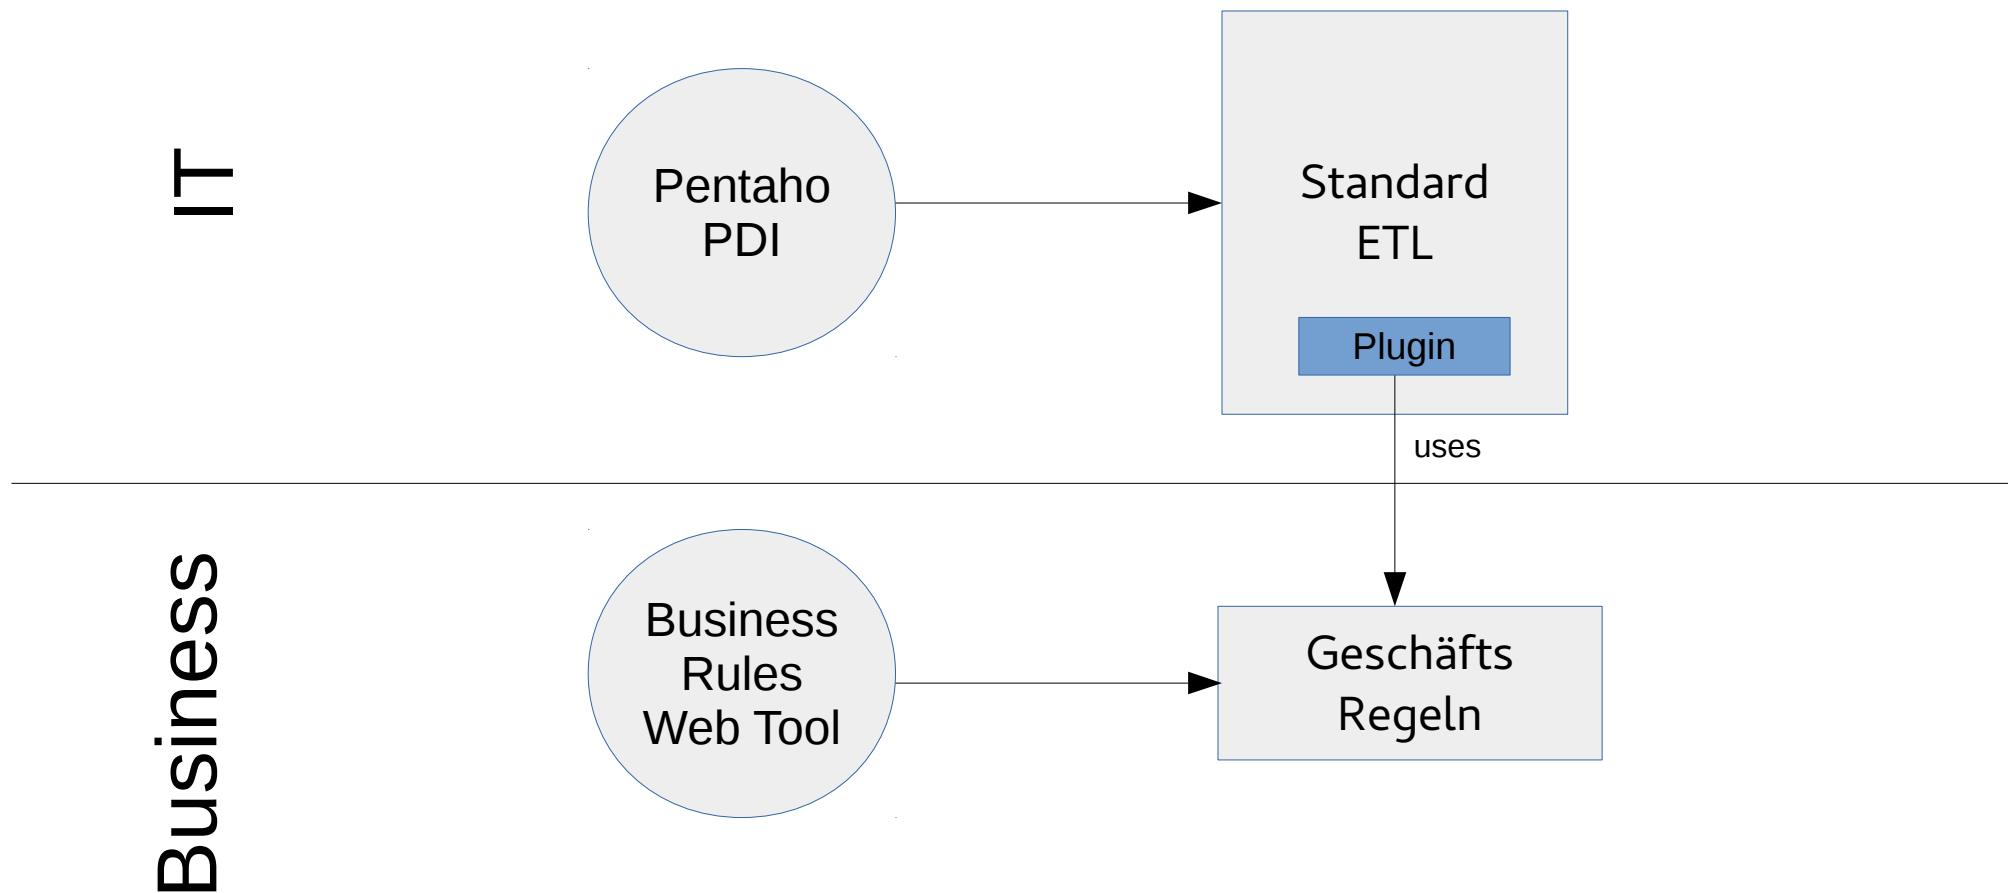 IT
Pentaho
PDI
Standard
ETL
Plugin
uses
Business
Business
Rules
Web Tool
Geschäfts
Regeln